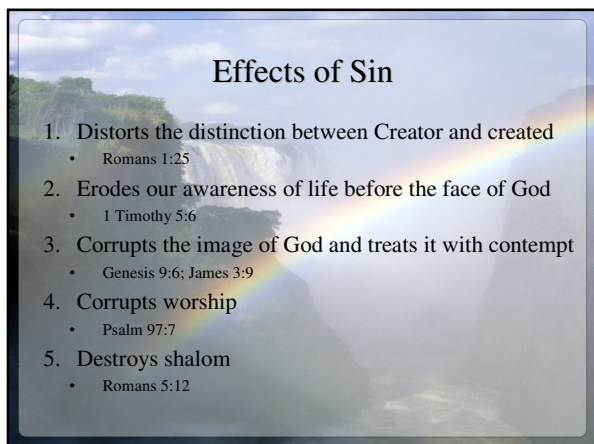 Effects of Sin
1. Distorts the distinction between Creator and created
• Romans 1:25
2. Erodes our awareness of life before the face of God
• 1 Timothy 5:6
3. Corrupts the image of God and treats it with contempt
• Genesis 9:6; James 3:9
4. Corrupts worship
• Psalm 97:7
5. Destroys shalom
• Romans 5:12